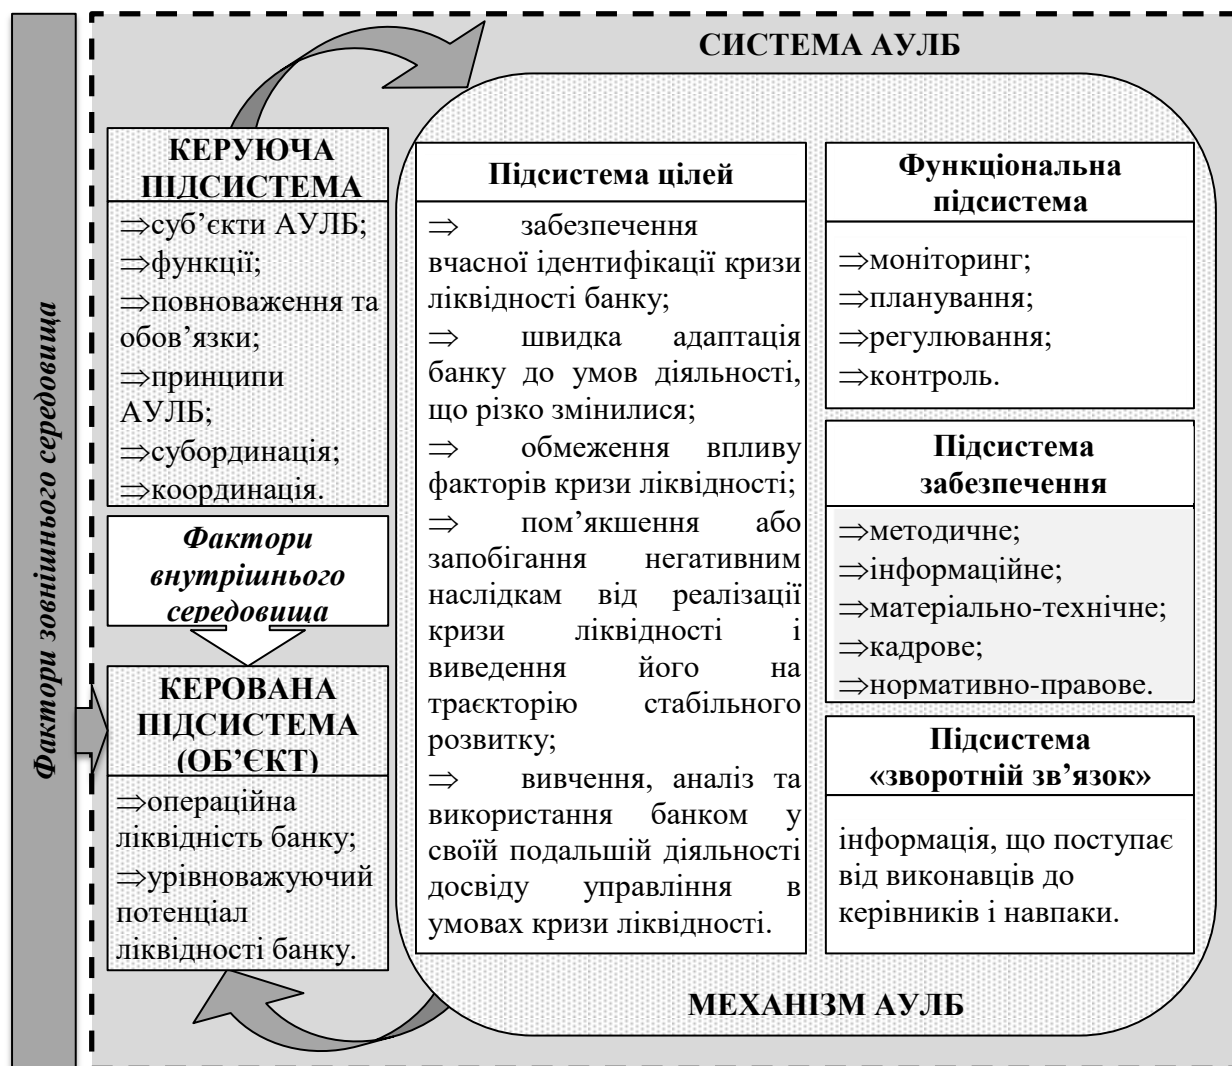 Фактори зовнішнього середовища
СИСТЕМА АУЛБ
КЕРУЮЧА
ПІДСИСТЕМА
⇒суб’єкти АУЛБ;
⇒функції;
⇒повноваження та
обов’язки;
⇒принципи
АУЛБ;
⇒субординація;
⇒координація.
Фактори
внутрішнього
середовища
КЕРОВАНА
ПІДСИСТЕМА
(ОБ’ЄКТ)
⇒операційна
ліквідність банку;
⇒урівноважуючий
потенціал
ліквідності банку.
Підсистема цілей
⇒ забезпечення
вчасної ідентифікації кризи
ліквідності банку;
⇒ швидка адаптація
банку до умов діяльності,
що різко змінилися;
⇒ обмеження впливу
факторів кризи ліквідності;
⇒ пом’якшення або
запобігання негативним
наслідкам від реалізації
кризи ліквідності і
виведення його на
траєкторію стабільного
розвитку;
⇒ вивчення, аналіз та
використання банком у
своїй подальшій діяльності
досвіду управління в
умовах кризи ліквідності.
Функціональна
підсистема
⇒моніторинг;
⇒планування;
⇒регулювання;
⇒контроль.
Підсистема
забезпечення
⇒методичне;
⇒інформаційне;
⇒матеріально-технічне;
⇒кадрове;
⇒нормативно-правове.
Підсистема
«зворотній зв’язок»
інформація, що поступає
від виконавців до
керівників і навпаки.
МЕХАНІЗМ АУЛБ